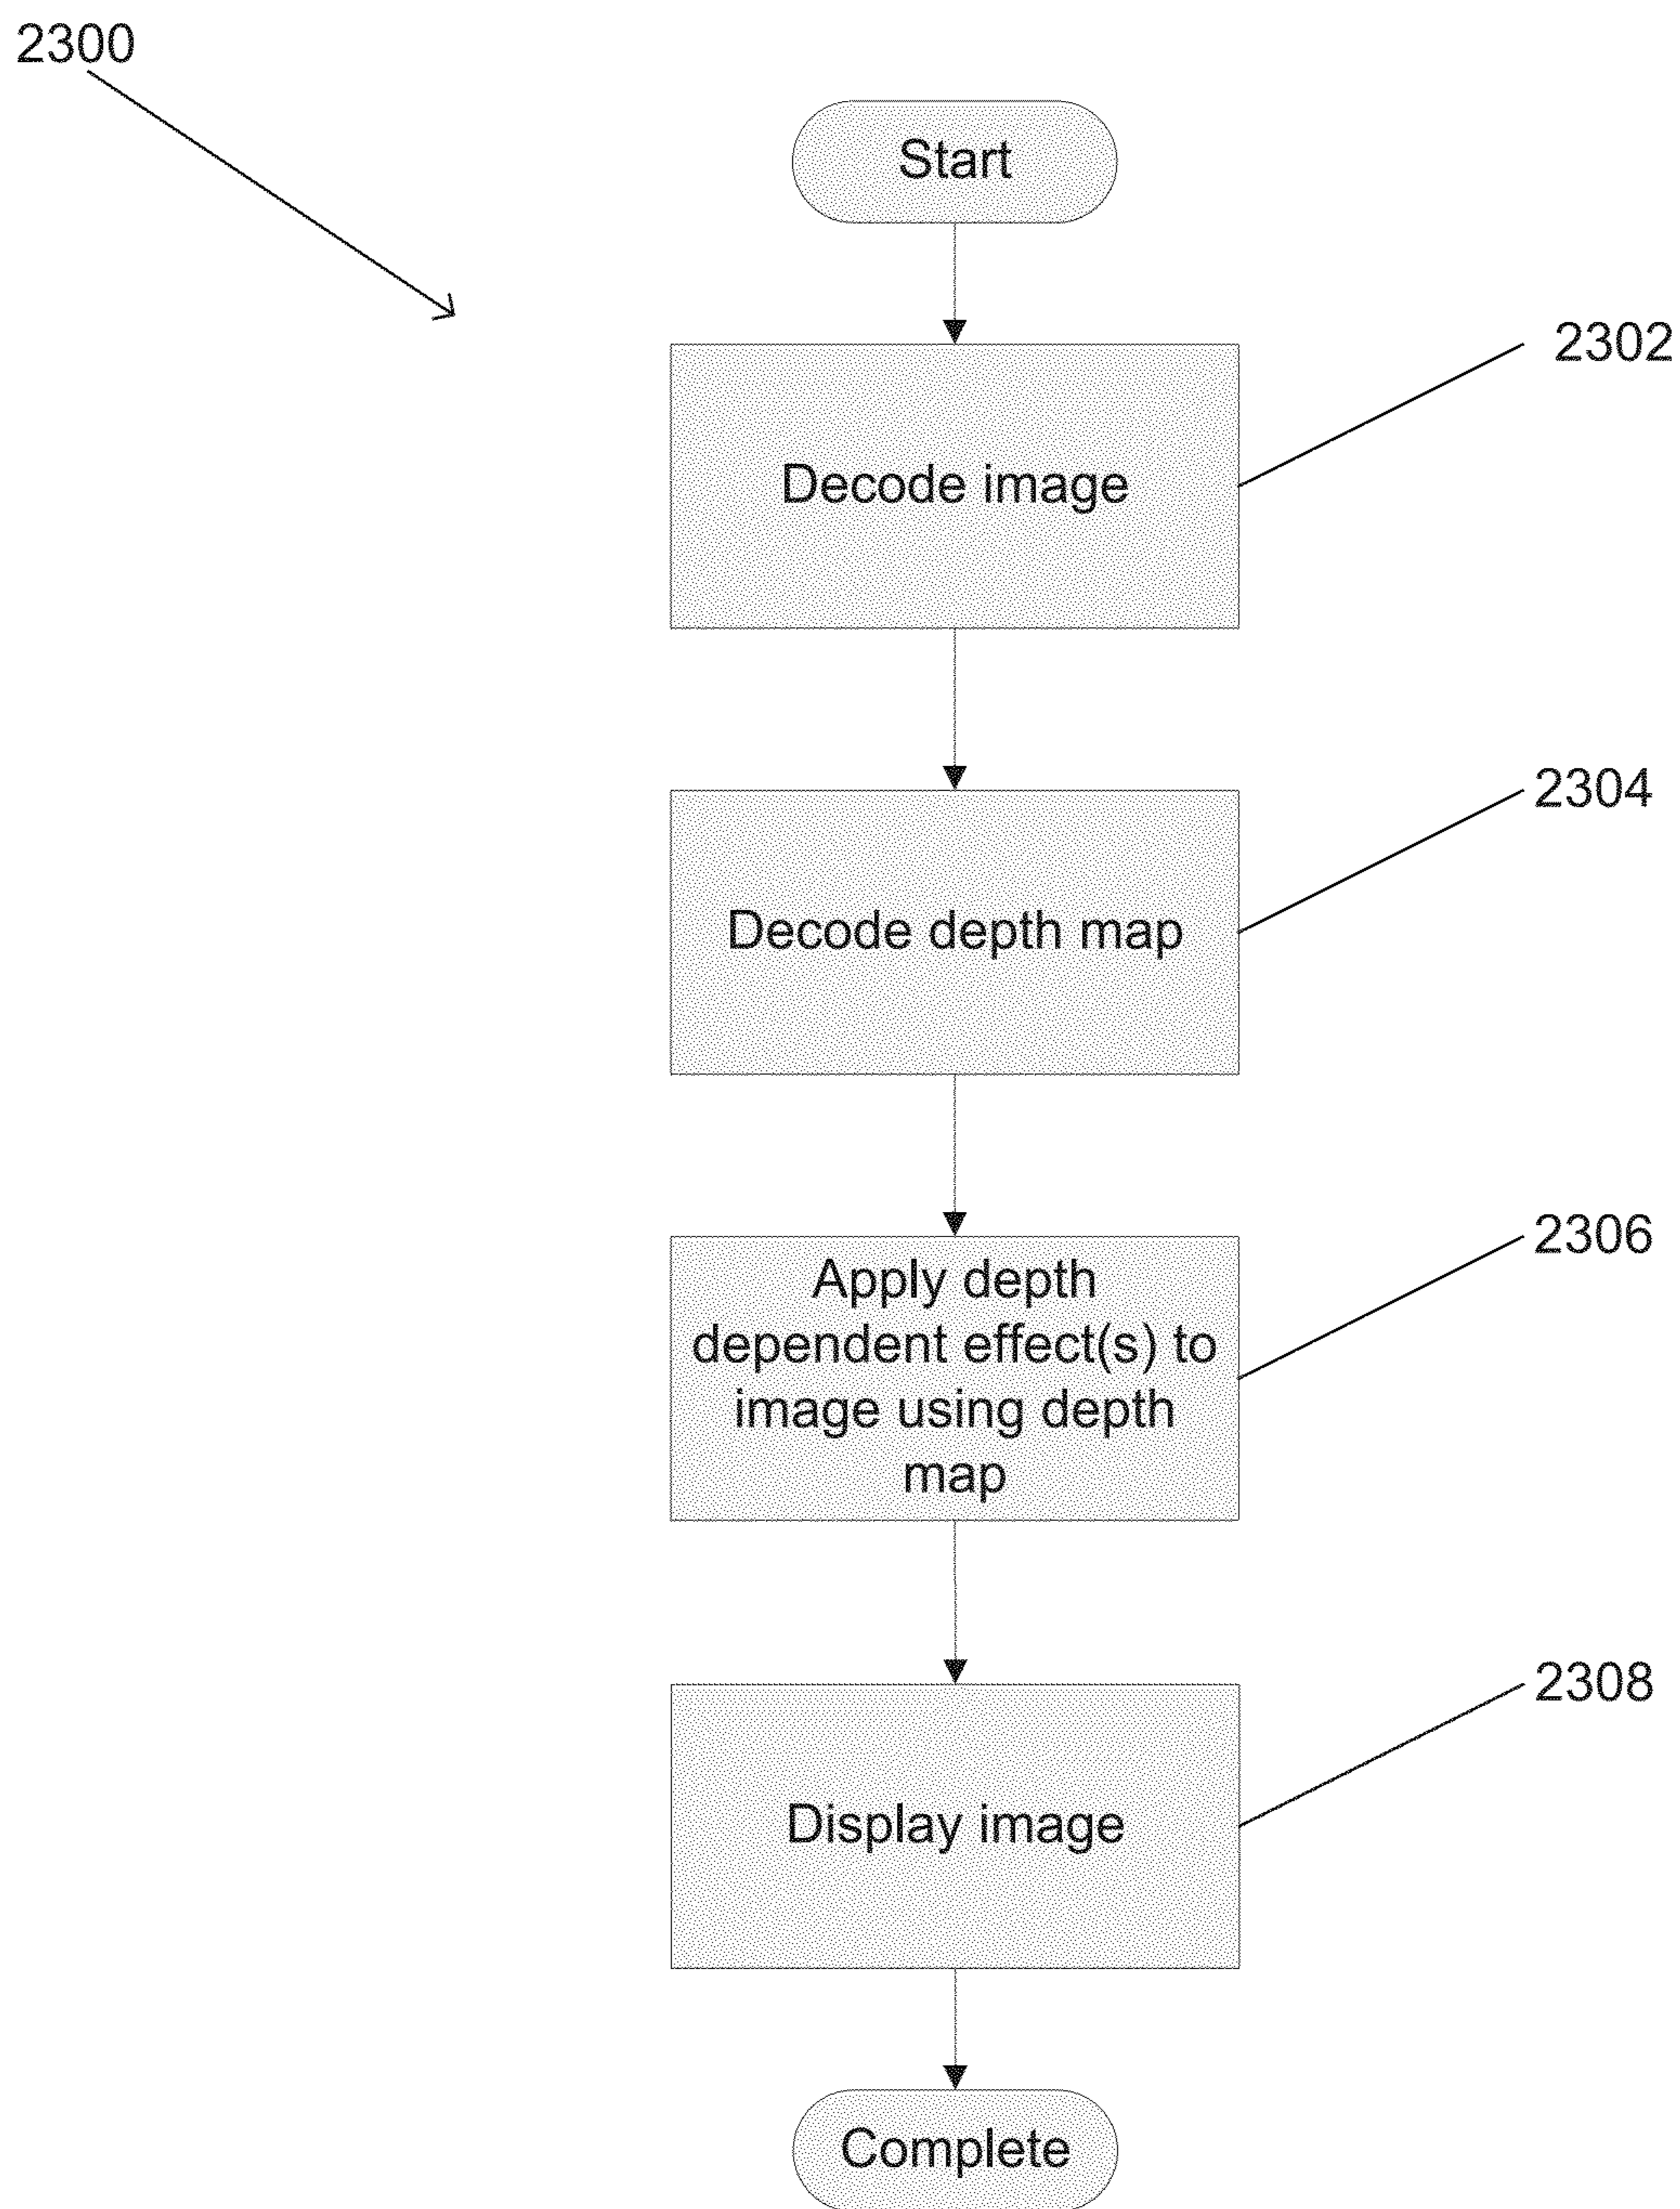 2300
Start
2302
Decode image
2304
Decode depth map
2306
Apply depth
dependent effect(s) to
image using depth
map
2308
Display image
Complete